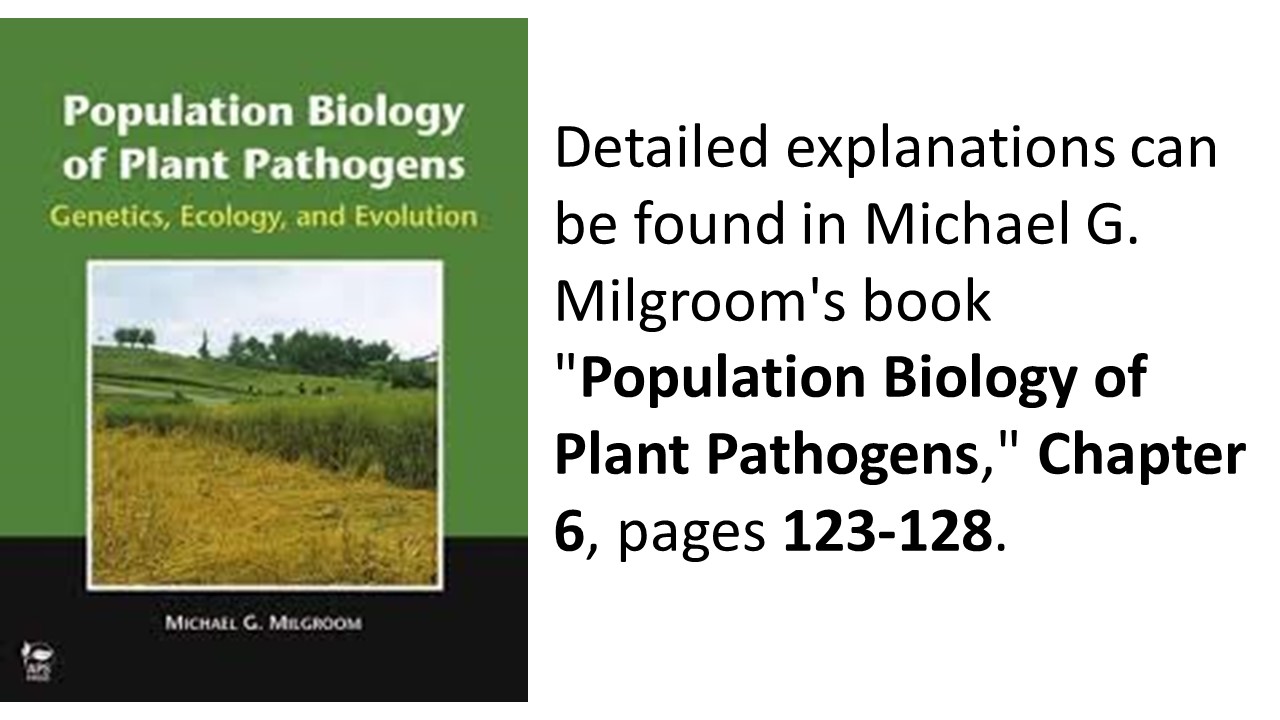 Population Biology
of Plant Pathogens
Genetics, Ecology, and Evolution
MICHAEL G. MILGROOM
APS
PRESS
Detailed explanations can
be found in Michael G.
Milgroom's book
"Population Biology of
Plant Pathogens," Chapter
6, pages 123-128.